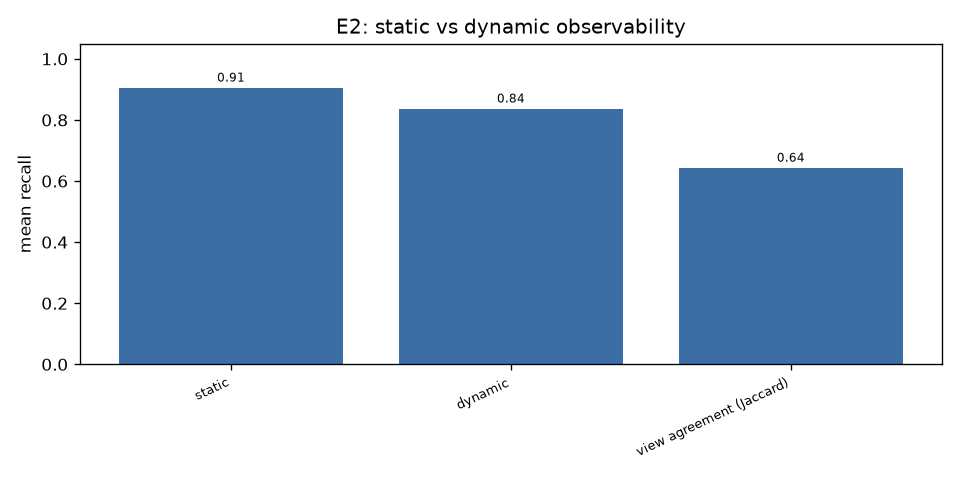 E2: static vs dynamic observability
mean recall
1.0
0.8
0.6
0.4
0.2
0.0
0.91
0.84
0.64
static
dynamic
view agreement (Jaccard)